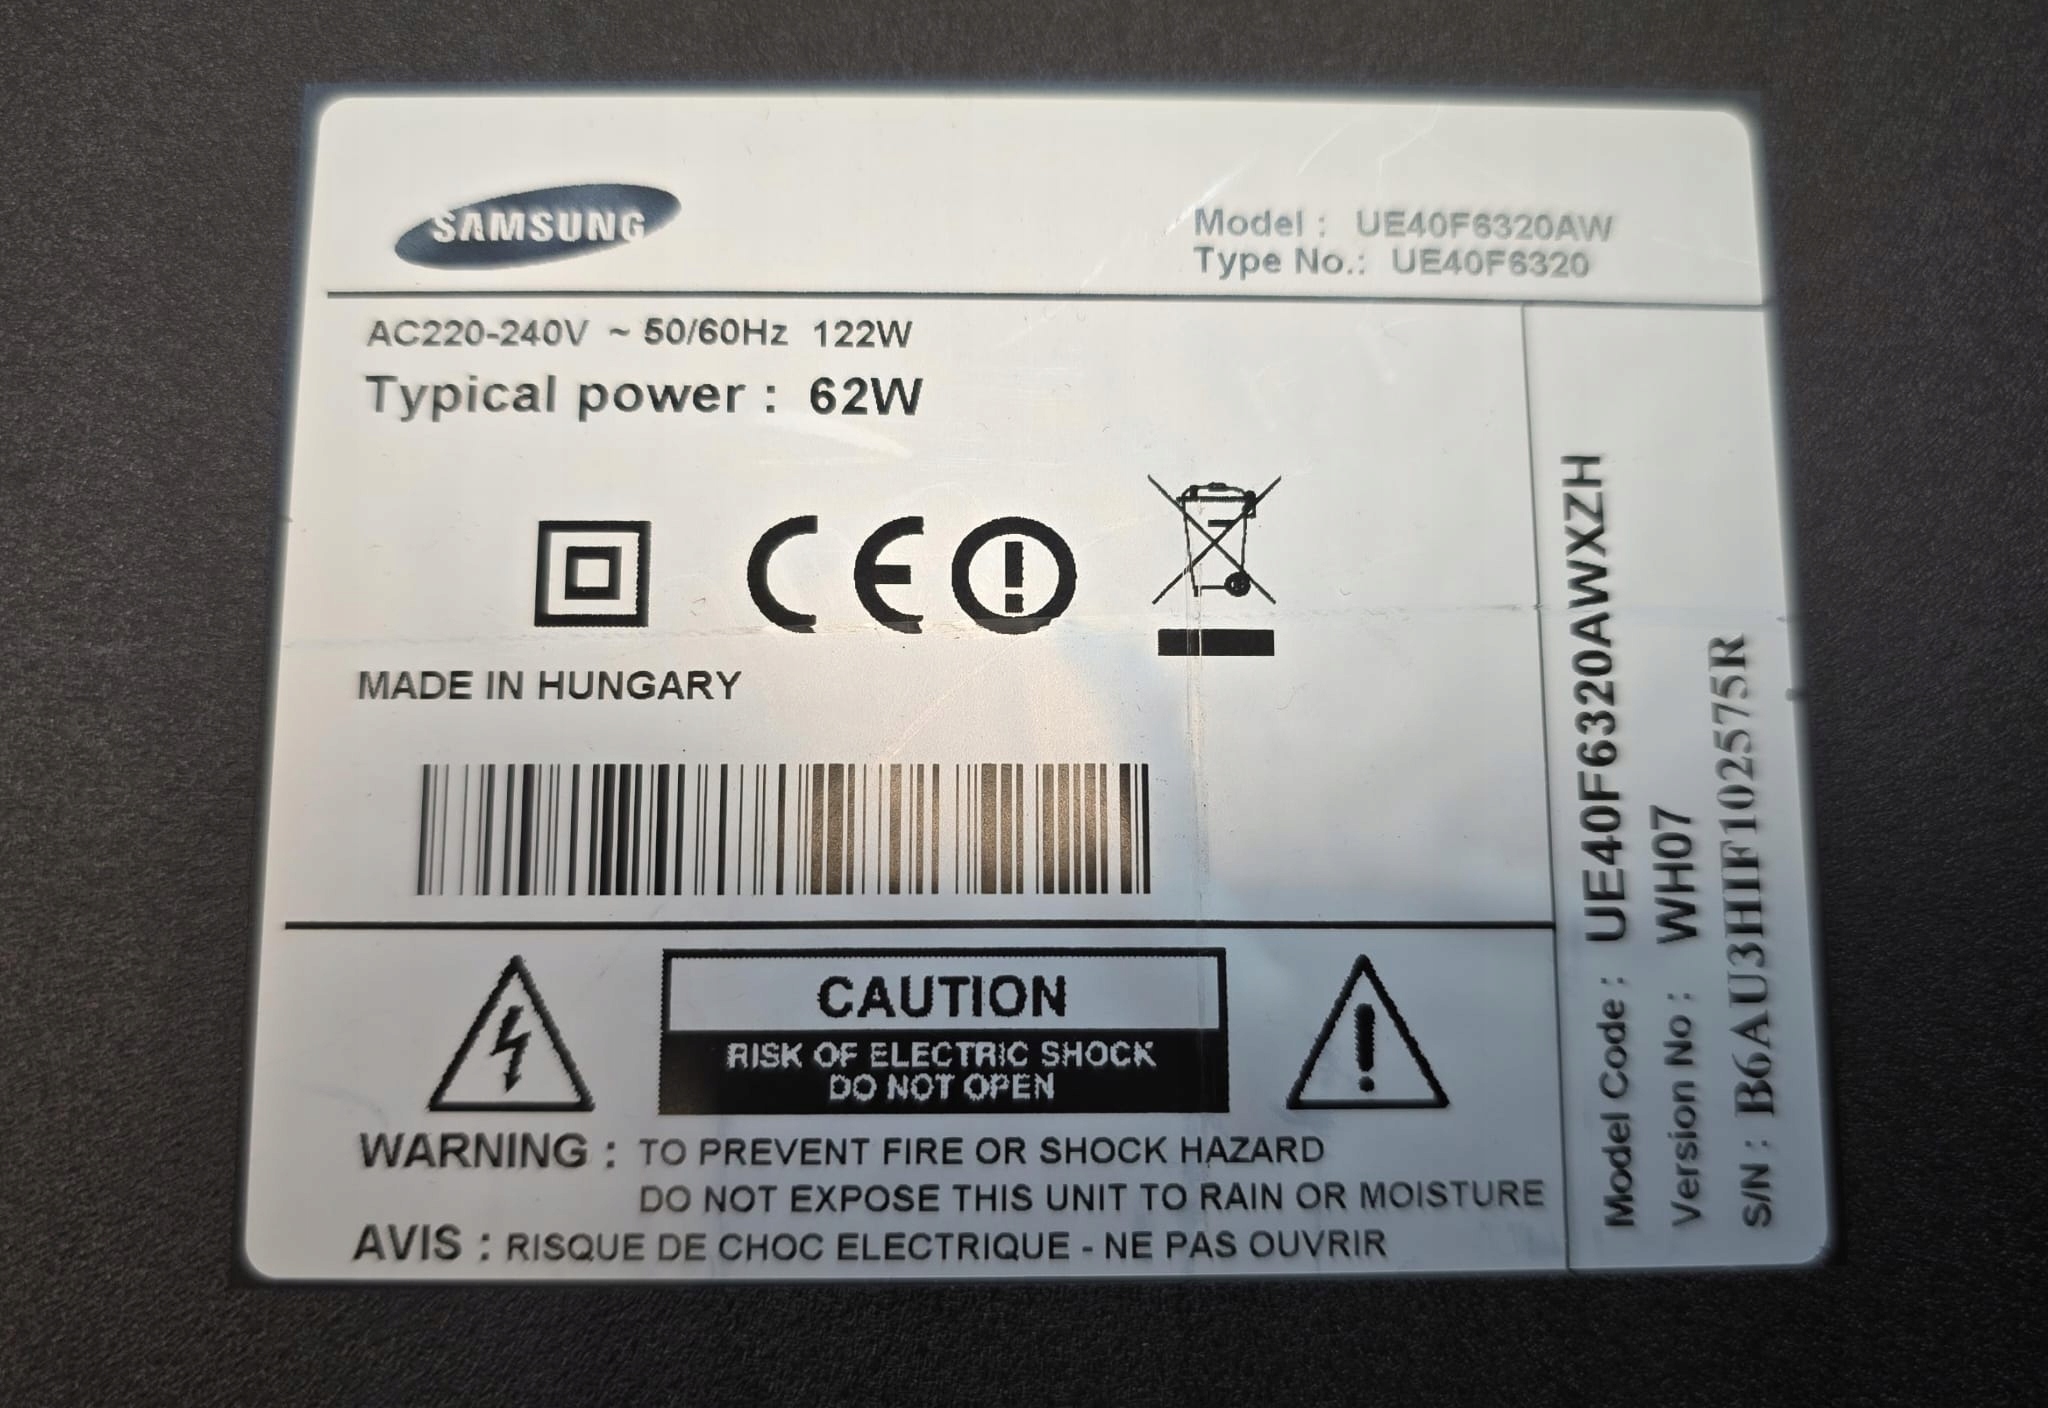 SAMSUNG
Model : UE40F6320AW
Type No.: UE40F6320
AC220-240V ~ 50/60Hz 122W
Typical power : 62W
CE
MADE IN HUNGARY
CAUTION
RISK OF ELECTRIC SHOCK
DO NOT OPEN
WARNING : TO PREVENT FIRE OR SHOCK HAZARD
DO NOT EXPOSE THIS UNIT TO RAIN OR MOISTURE
AVIS : RISQUE DE CHOC ELECTRIQUE - NE PAS OUVRIR
Model Code : UE40F6320AWXZH
Version No : WH07
S/N : B6AU3HIF102575R